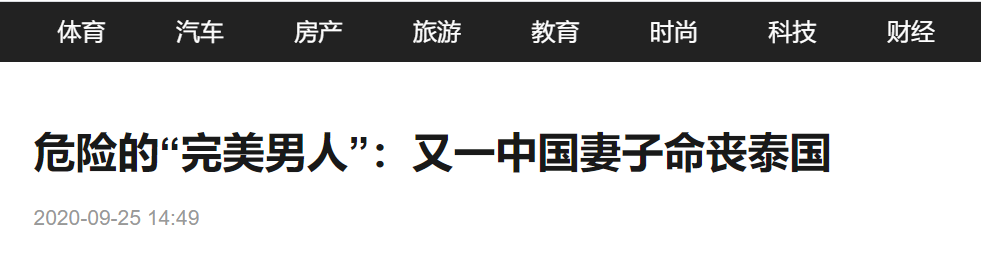 体育 汽车 房产 旅游 教育 时尚 科技 财经
危险的“完美男人”：又一中国妻子命丧泰国
2020-09-25 14:49